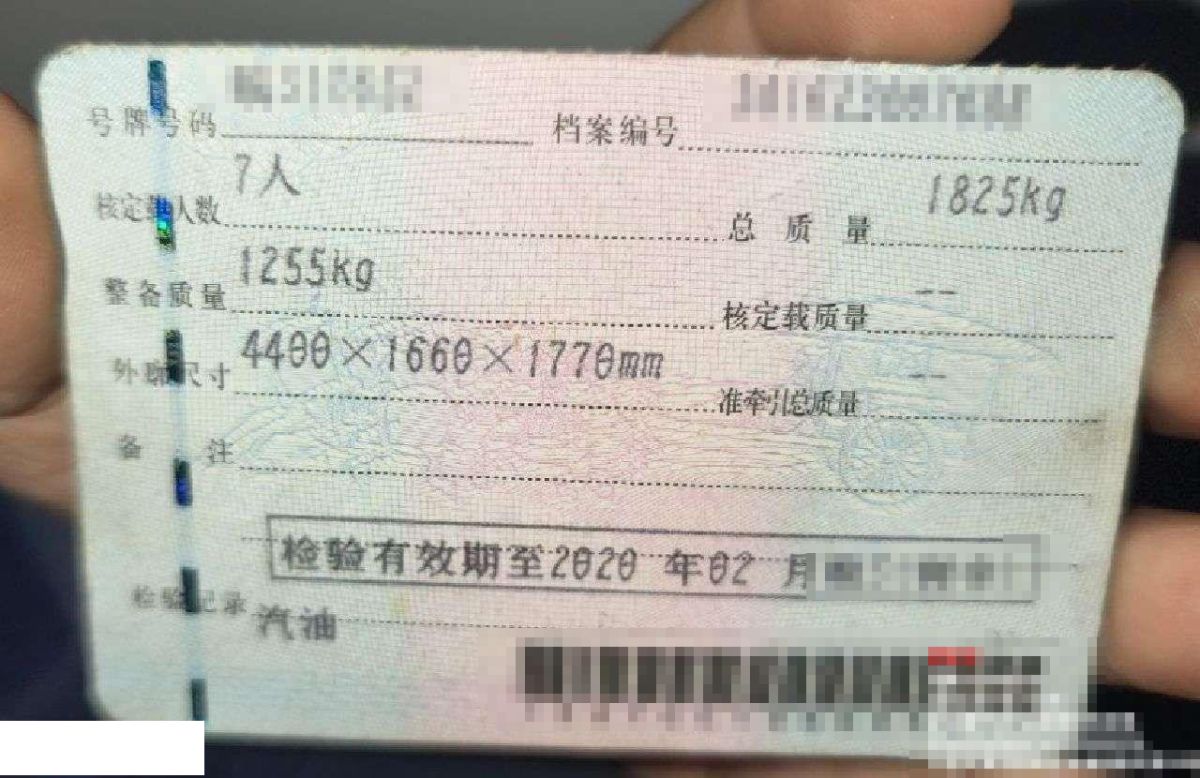 号牌号码 档案编号
核定载人数 7人 总质量 1825kg
整备质量 1255kg 核定载质量 --
外廓尺寸 4400×1660×1770mm 准牵引总质量 --
备注
检验有效期至2020年02月
检验记录 汽油